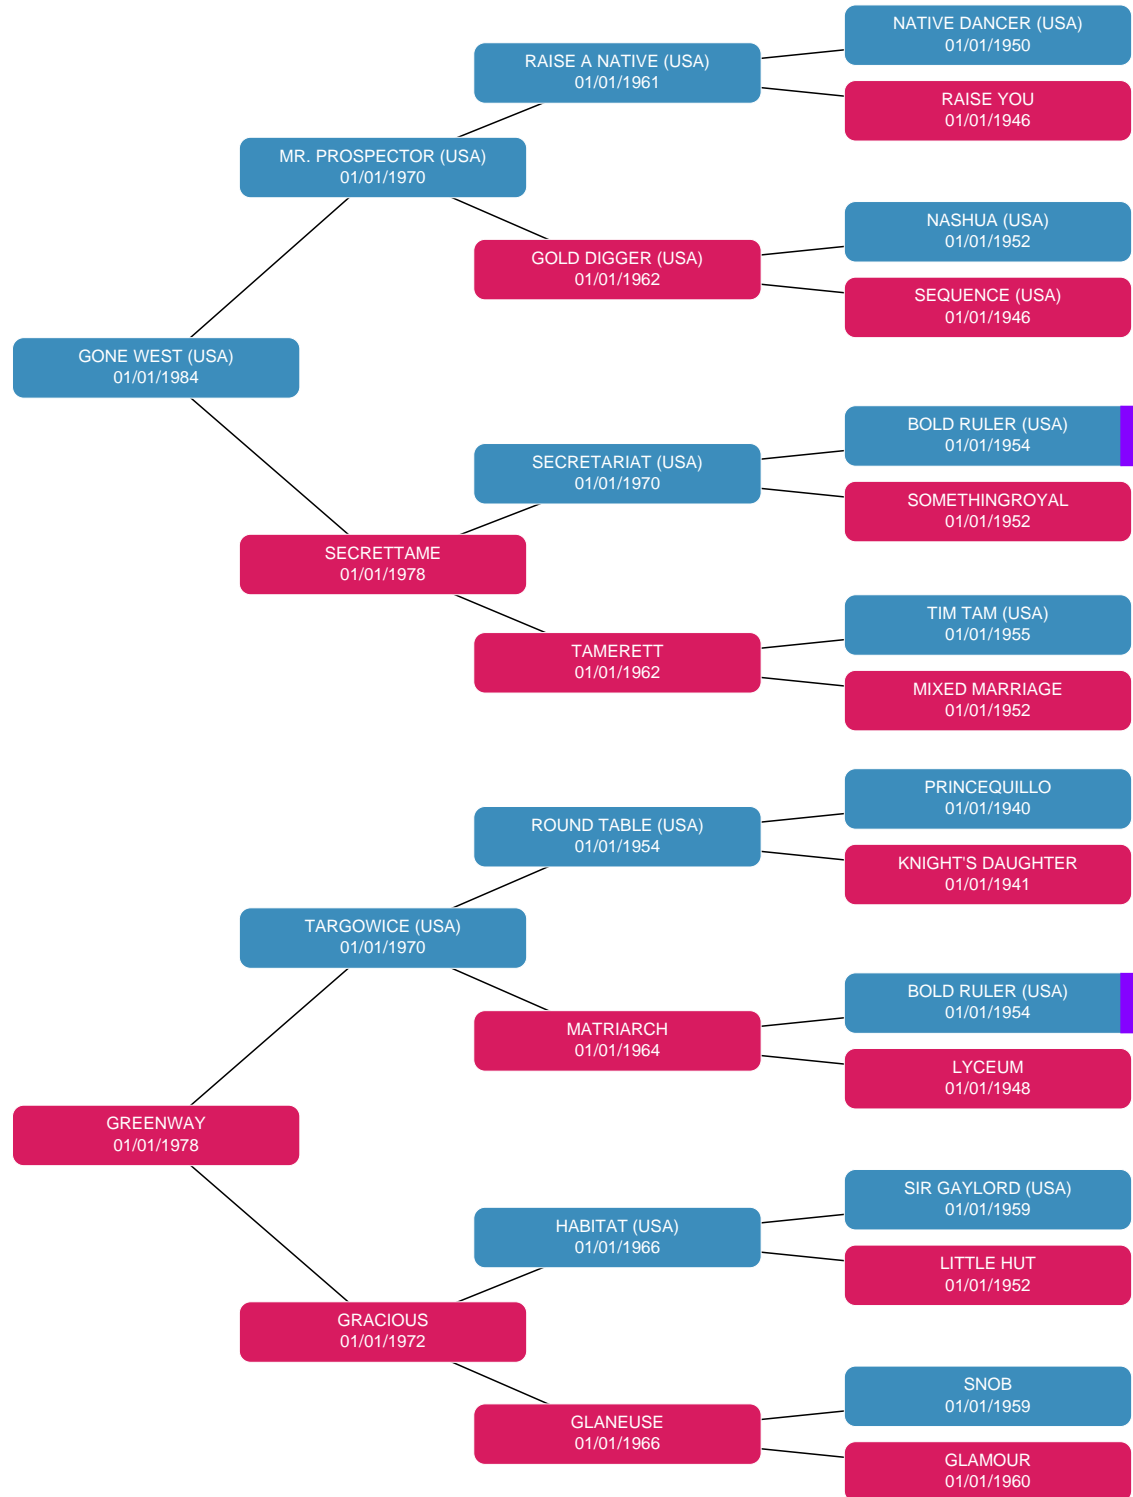 NATIVE DANCER (USA)
01/01/1950
RAISE A NATIVE (USA)
01/01/1961
RAISE YOU
01/01/1946
MR. PROSPECTOR (USA)
01/01/1970
NASHUA (USA)
01/01/1952
GOLD DIGGER (USA)
01/01/1962
SEQUENCE (USA)
01/01/1946
GONE WEST (USA)
01/01/1984
BOLD RULER (USA)
01/01/1954
SECRETARIAT (USA)
01/01/1970
SOMETHINGROYAL
01/01/1952
SECRETTAME
01/01/1978
TIM TAM (USA)
01/01/1955
TAMERETT
01/01/1962
MIXED MARRIAGE
01/01/1952
PRINCEQUILLO
01/01/1940
ROUND TABLE (USA)
01/01/1954
KNIGHT'S DAUGHTER
01/01/1941
TARGOWICE (USA)
01/01/1970
BOLD RULER (USA)
01/01/1954
MATRIARCH
01/01/1964
LYCEUM
01/01/1948
GREENWAY
01/01/1978
SIR GAYLORD (USA)
01/01/1959
HABITAT (USA)
01/01/1966
LITTLE HUT
01/01/1952
GRACIOUS
01/01/1972
SNOB
01/01/1959
GLANEUSE
01/01/1966
GLAMOUR
01/01/1960